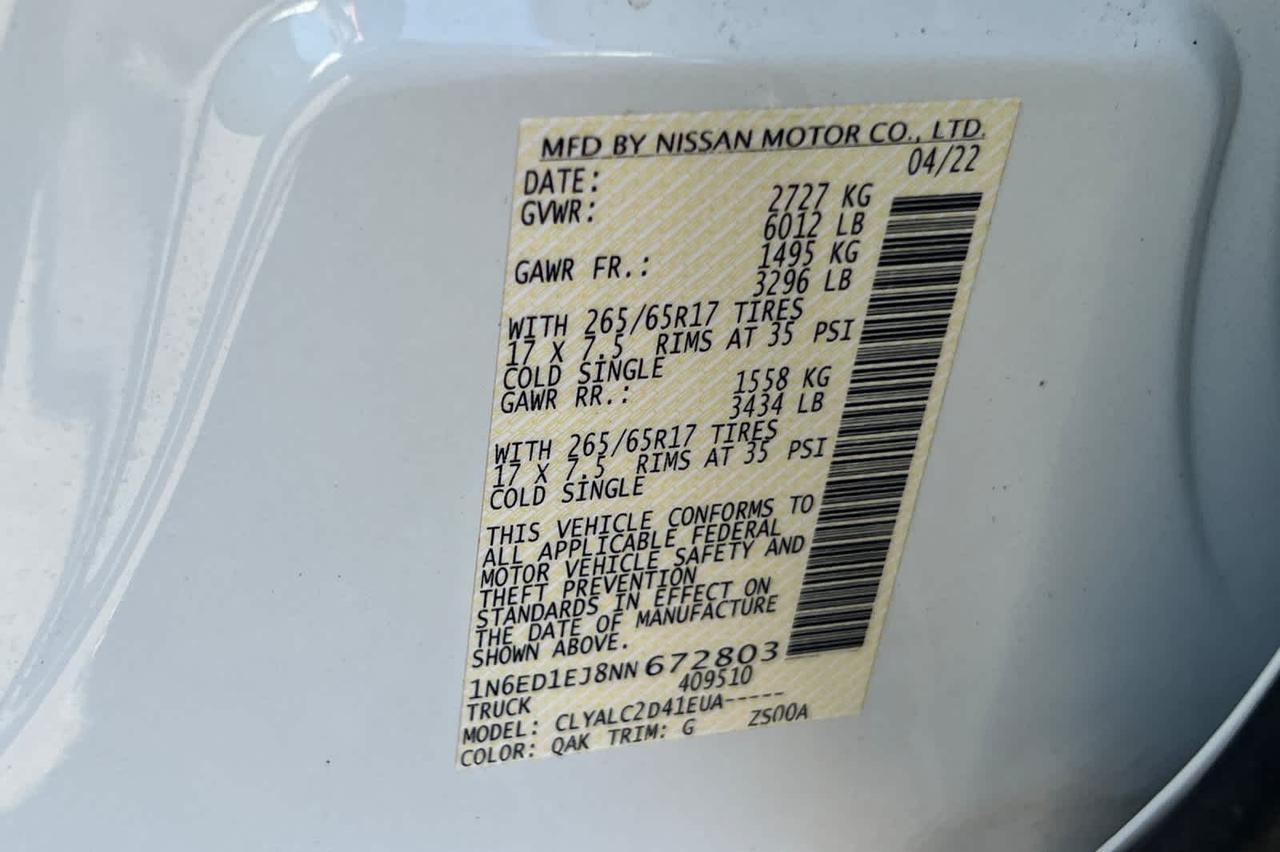 MFD BY NISSAN MOTOR CO., LTD.
DATE: 04/22
GVWR: 2727 KG
6012 LB
GAWR FR.: 1495 KG
3296 LB
WITH 265/65R17 TIRES
17 X 7.5 RIMS AT 35 PSI
COLD SINGLE
GAWR RR.: 1558 KG
3434 LB
WITH 265/65R17 TIRES
17 X 7.5 RIMS AT 35 PSI
COLD SINGLE
THIS VEHICLE CONFORMS TO
ALL APPLICABLE FEDERAL
MOTOR VEHICLE SAFETY AND
THEFT PREVENTION
STANDARDS IN EFFECT ON
THE DATE OF MANUFACTURE
SHOWN ABOVE.
1N6ED1EJ8NN672803
TRUCK 409510
MODEL: CLYALC2D41EUA-----
COLOR: QAK TRIM: G ZS00A